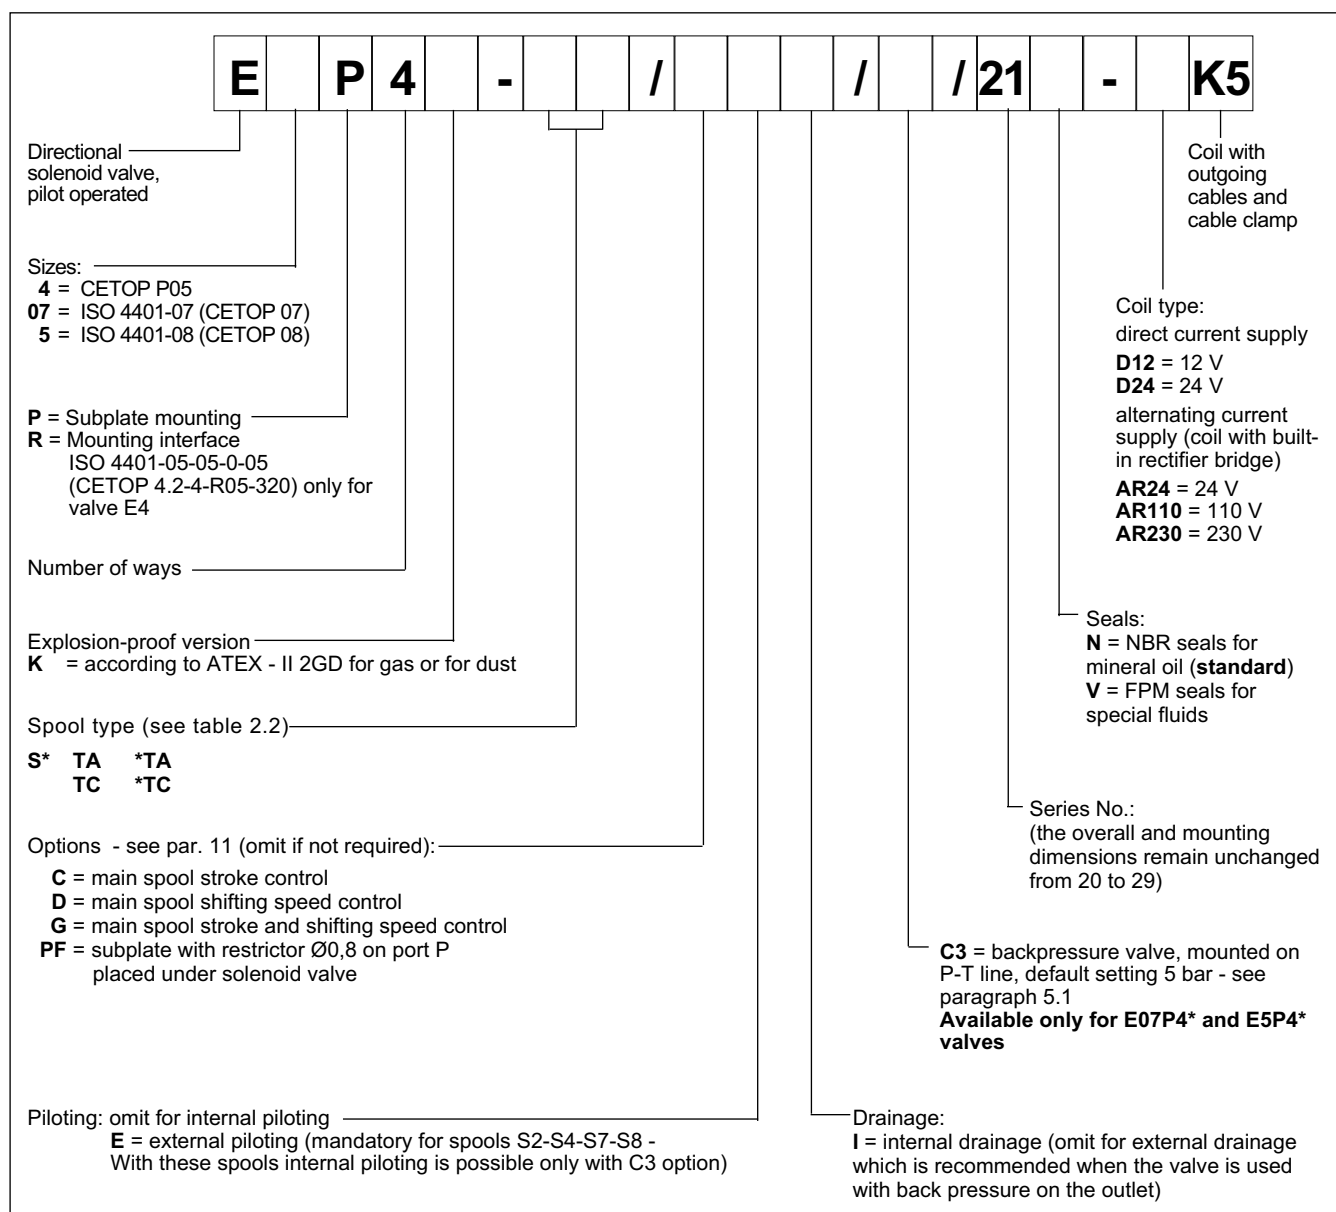 E P 4 - / / / 21 - K5
Directional
solenoid valve,
pilot operated
Coil with
outgoing
cables and
cable clamp
Sizes:
4 = CETOP P05
07 = ISO 4401-07 (CETOP 07)
5 = ISO 4401-08 (CETOP 08)
Coil type:
direct current supply
D12 = 12 V
D24 = 24 V
alternating current
supply (coil with built-
in rectifier bridge)
AR24 = 24 V
AR110 = 110 V
AR230 = 230 V
P = Subplate mounting
R = Mounting interface
ISO 4401-05-05-0-05
(CETOP 4.2-4-R05-320) only for
valve E4
Number of ways
Explosion-proof version
K = according to ATEX - II 2GD for gas or for dust
Seals:
N = NBR seals for
mineral oil (standard)
V = FPM seals for
special fluids
Spool type (see table 2.2)
S* TA *TA
TC *TC
Series No.:
(the overall and mounting
dimensions remain unchanged
from 20 to 29)
Options - see par. 11 (omit if not required):
C = main spool stroke control
D = main spool shifting speed control
G = main spool stroke and shifting speed control
PF = subplate with restrictor Ø0,8 on port P
placed under solenoid valve
C3 = backpressure valve, mounted on
P-T line, default setting 5 bar - see
paragraph 5.1
Available only for E07P4* and E5P4*
valves
Piloting: omit for internal piloting
E = external piloting (mandatory for spools S2-S4-S7-S8 -
With these spools internal piloting is possible only with C3 option)
Drainage:
I = internal drainage (omit for external drainage
which is recommended when the valve is used
with back pressure on the outlet)